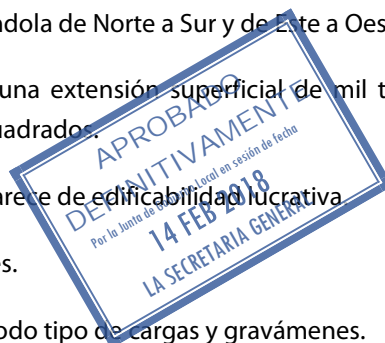 ndola de Norte a Sur y de Este a Oes
una extensión superficial de mil t
uadrados.
arece de edificabilidad lucrativa.
es.
odo tipo de cargas y gravámenes.
APROBADO
DEFINITIVAMENTE
Por la Junta de Gobierno Local en sesión de fecha
14 FEB 2018
LA SECRETARIA GENERAL